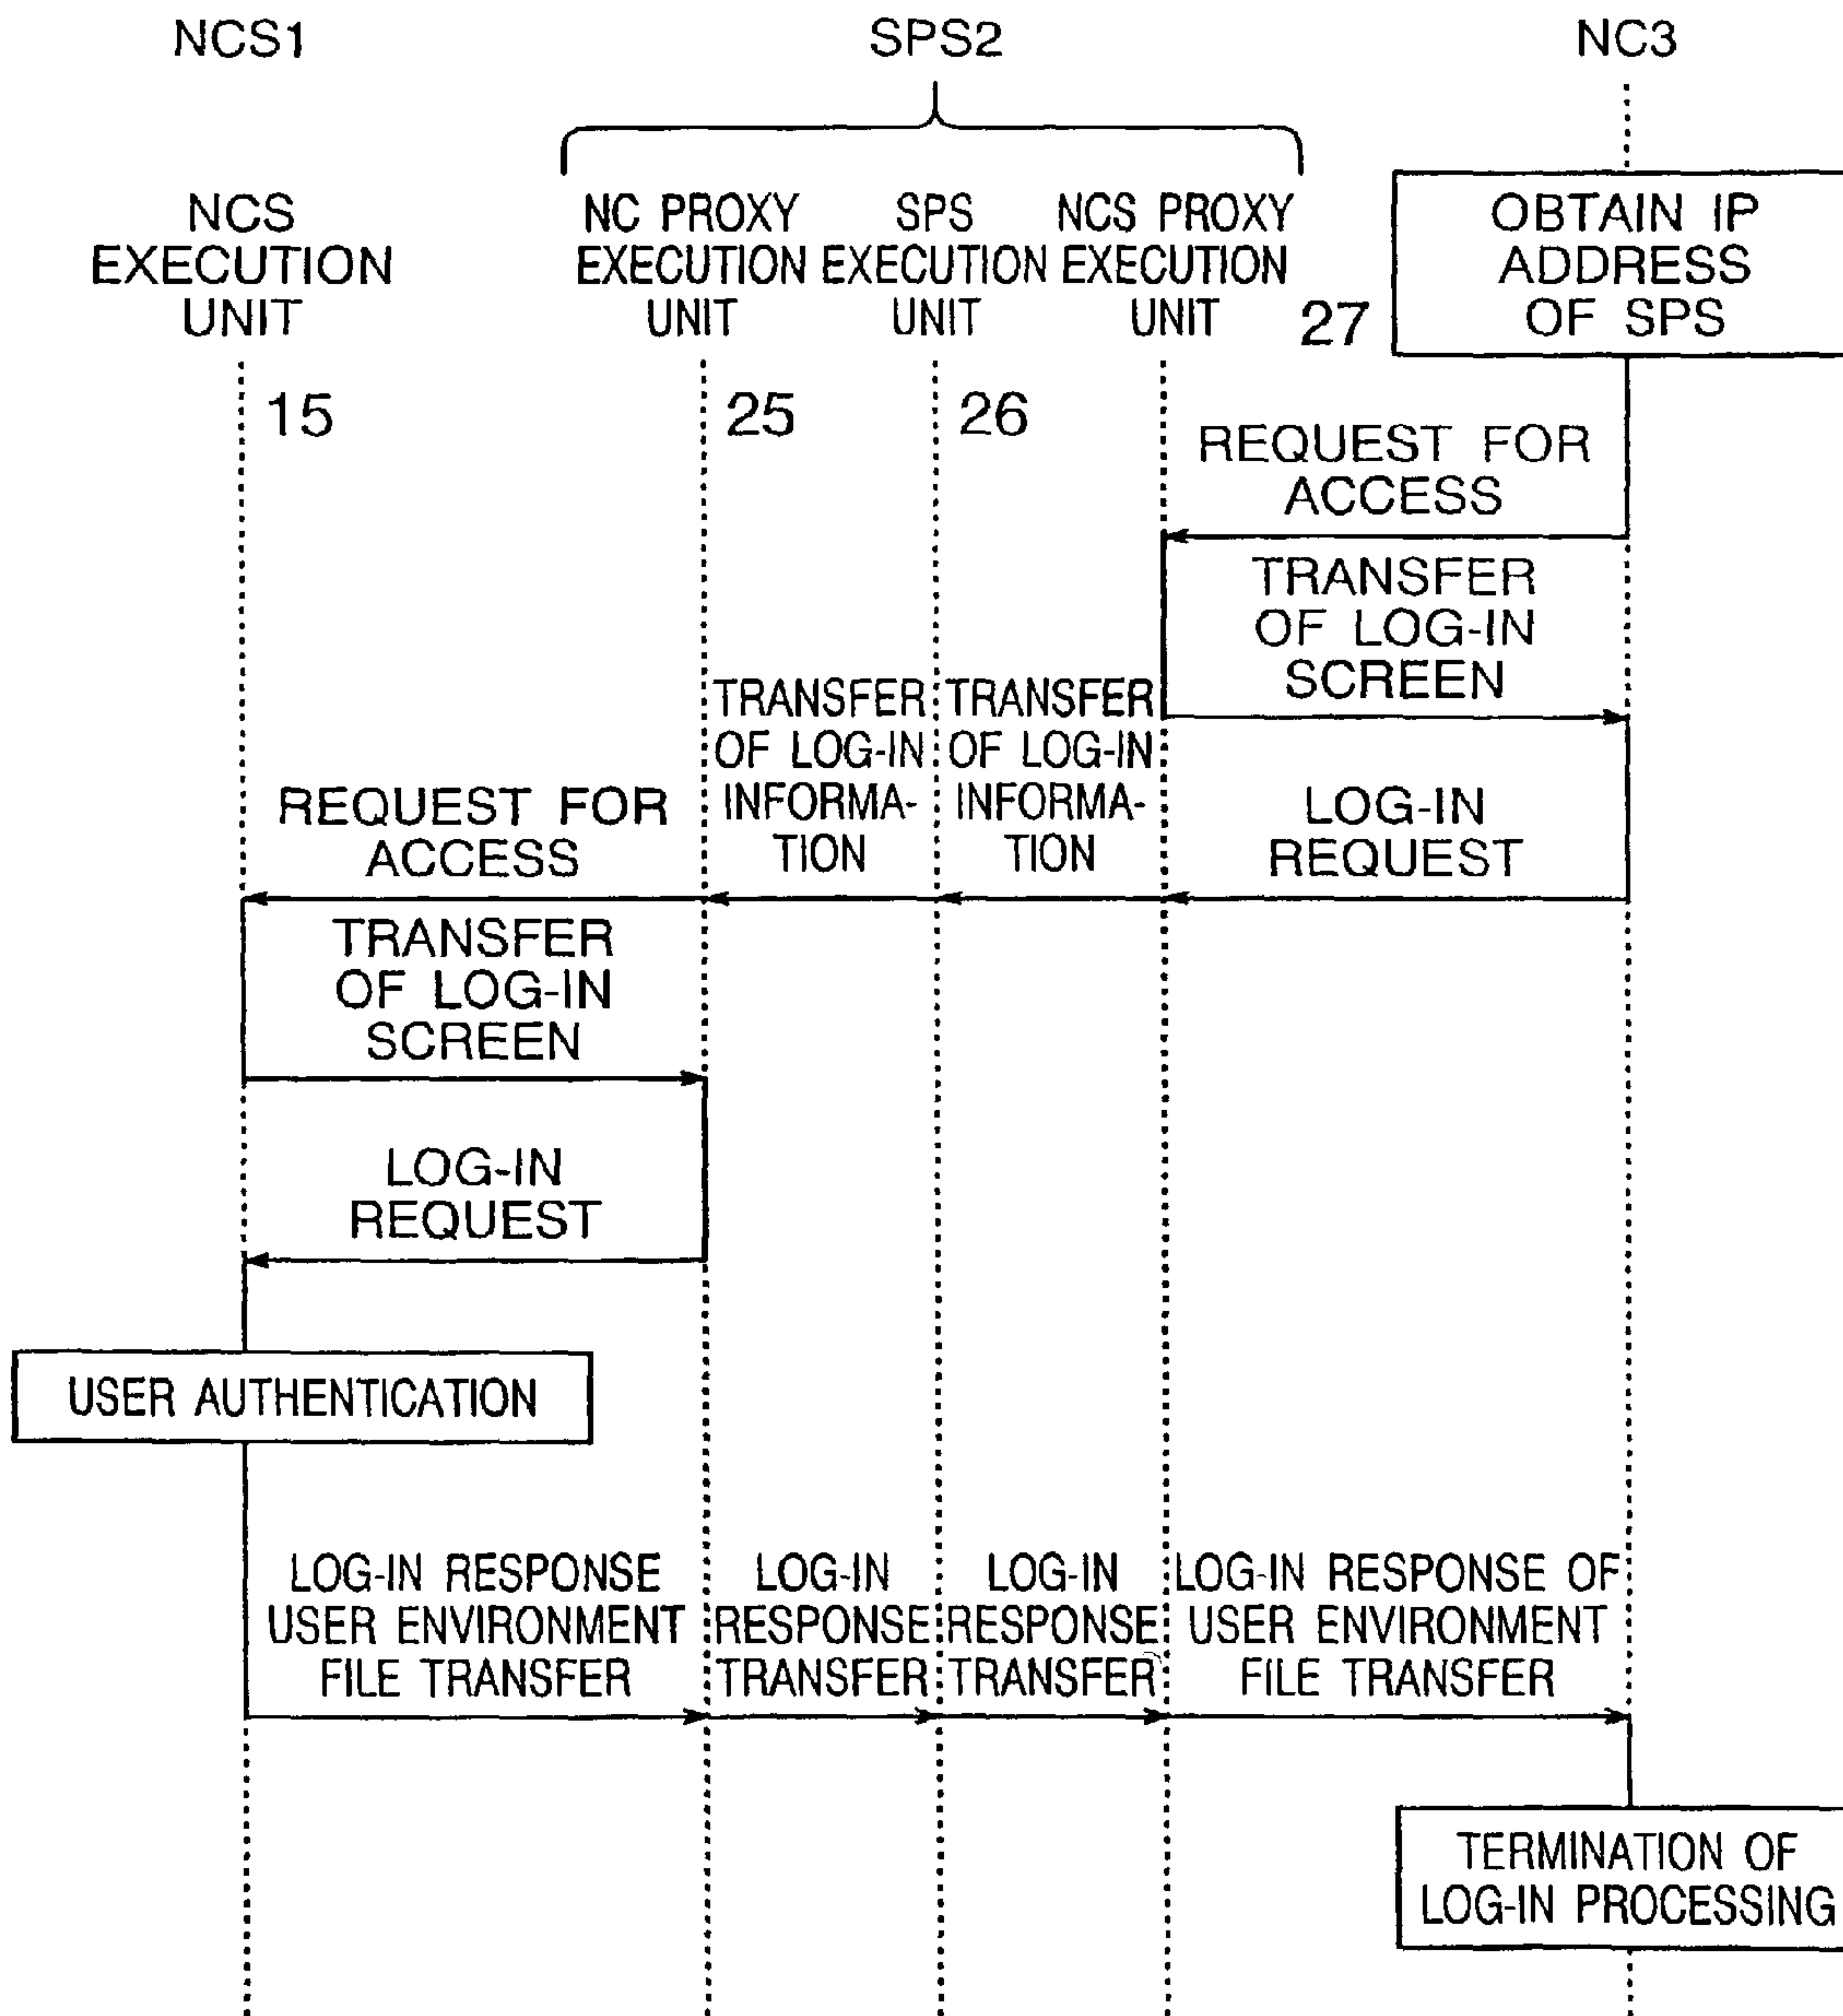 NCS1
SPS2
NC3
NCS
EXECUTION
UNIT
15
NC PROXY
EXECUTION
UNIT
25
SPS
EXECUTION
UNIT
26
NCS PROXY
EXECUTION
UNIT
27
OBTAIN IP
ADDRESS
OF SPS
REQUEST FOR
ACCESS
TRANSFER
OF LOG-IN
SCREEN
LOG-IN
REQUEST
TRANSFER
OF LOG-IN
INFORMA-
TION
TRANSFER
OF LOG-IN
INFORMA-
TION
REQUEST FOR
ACCESS
TRANSFER
OF LOG-IN
SCREEN
LOG-IN
REQUEST
USER AUTHENTICATION
LOG-IN RESPONSE
USER ENVIRONMENT
FILE TRANSFER
LOG-IN
RESPONSE
TRANSFER
LOG-IN
RESPONSE
TRANSFER
LOG-IN RESPONSE OF
USER ENVIRONMENT
FILE TRANSFER
TERMINATION OF
LOG-IN PROCESSING